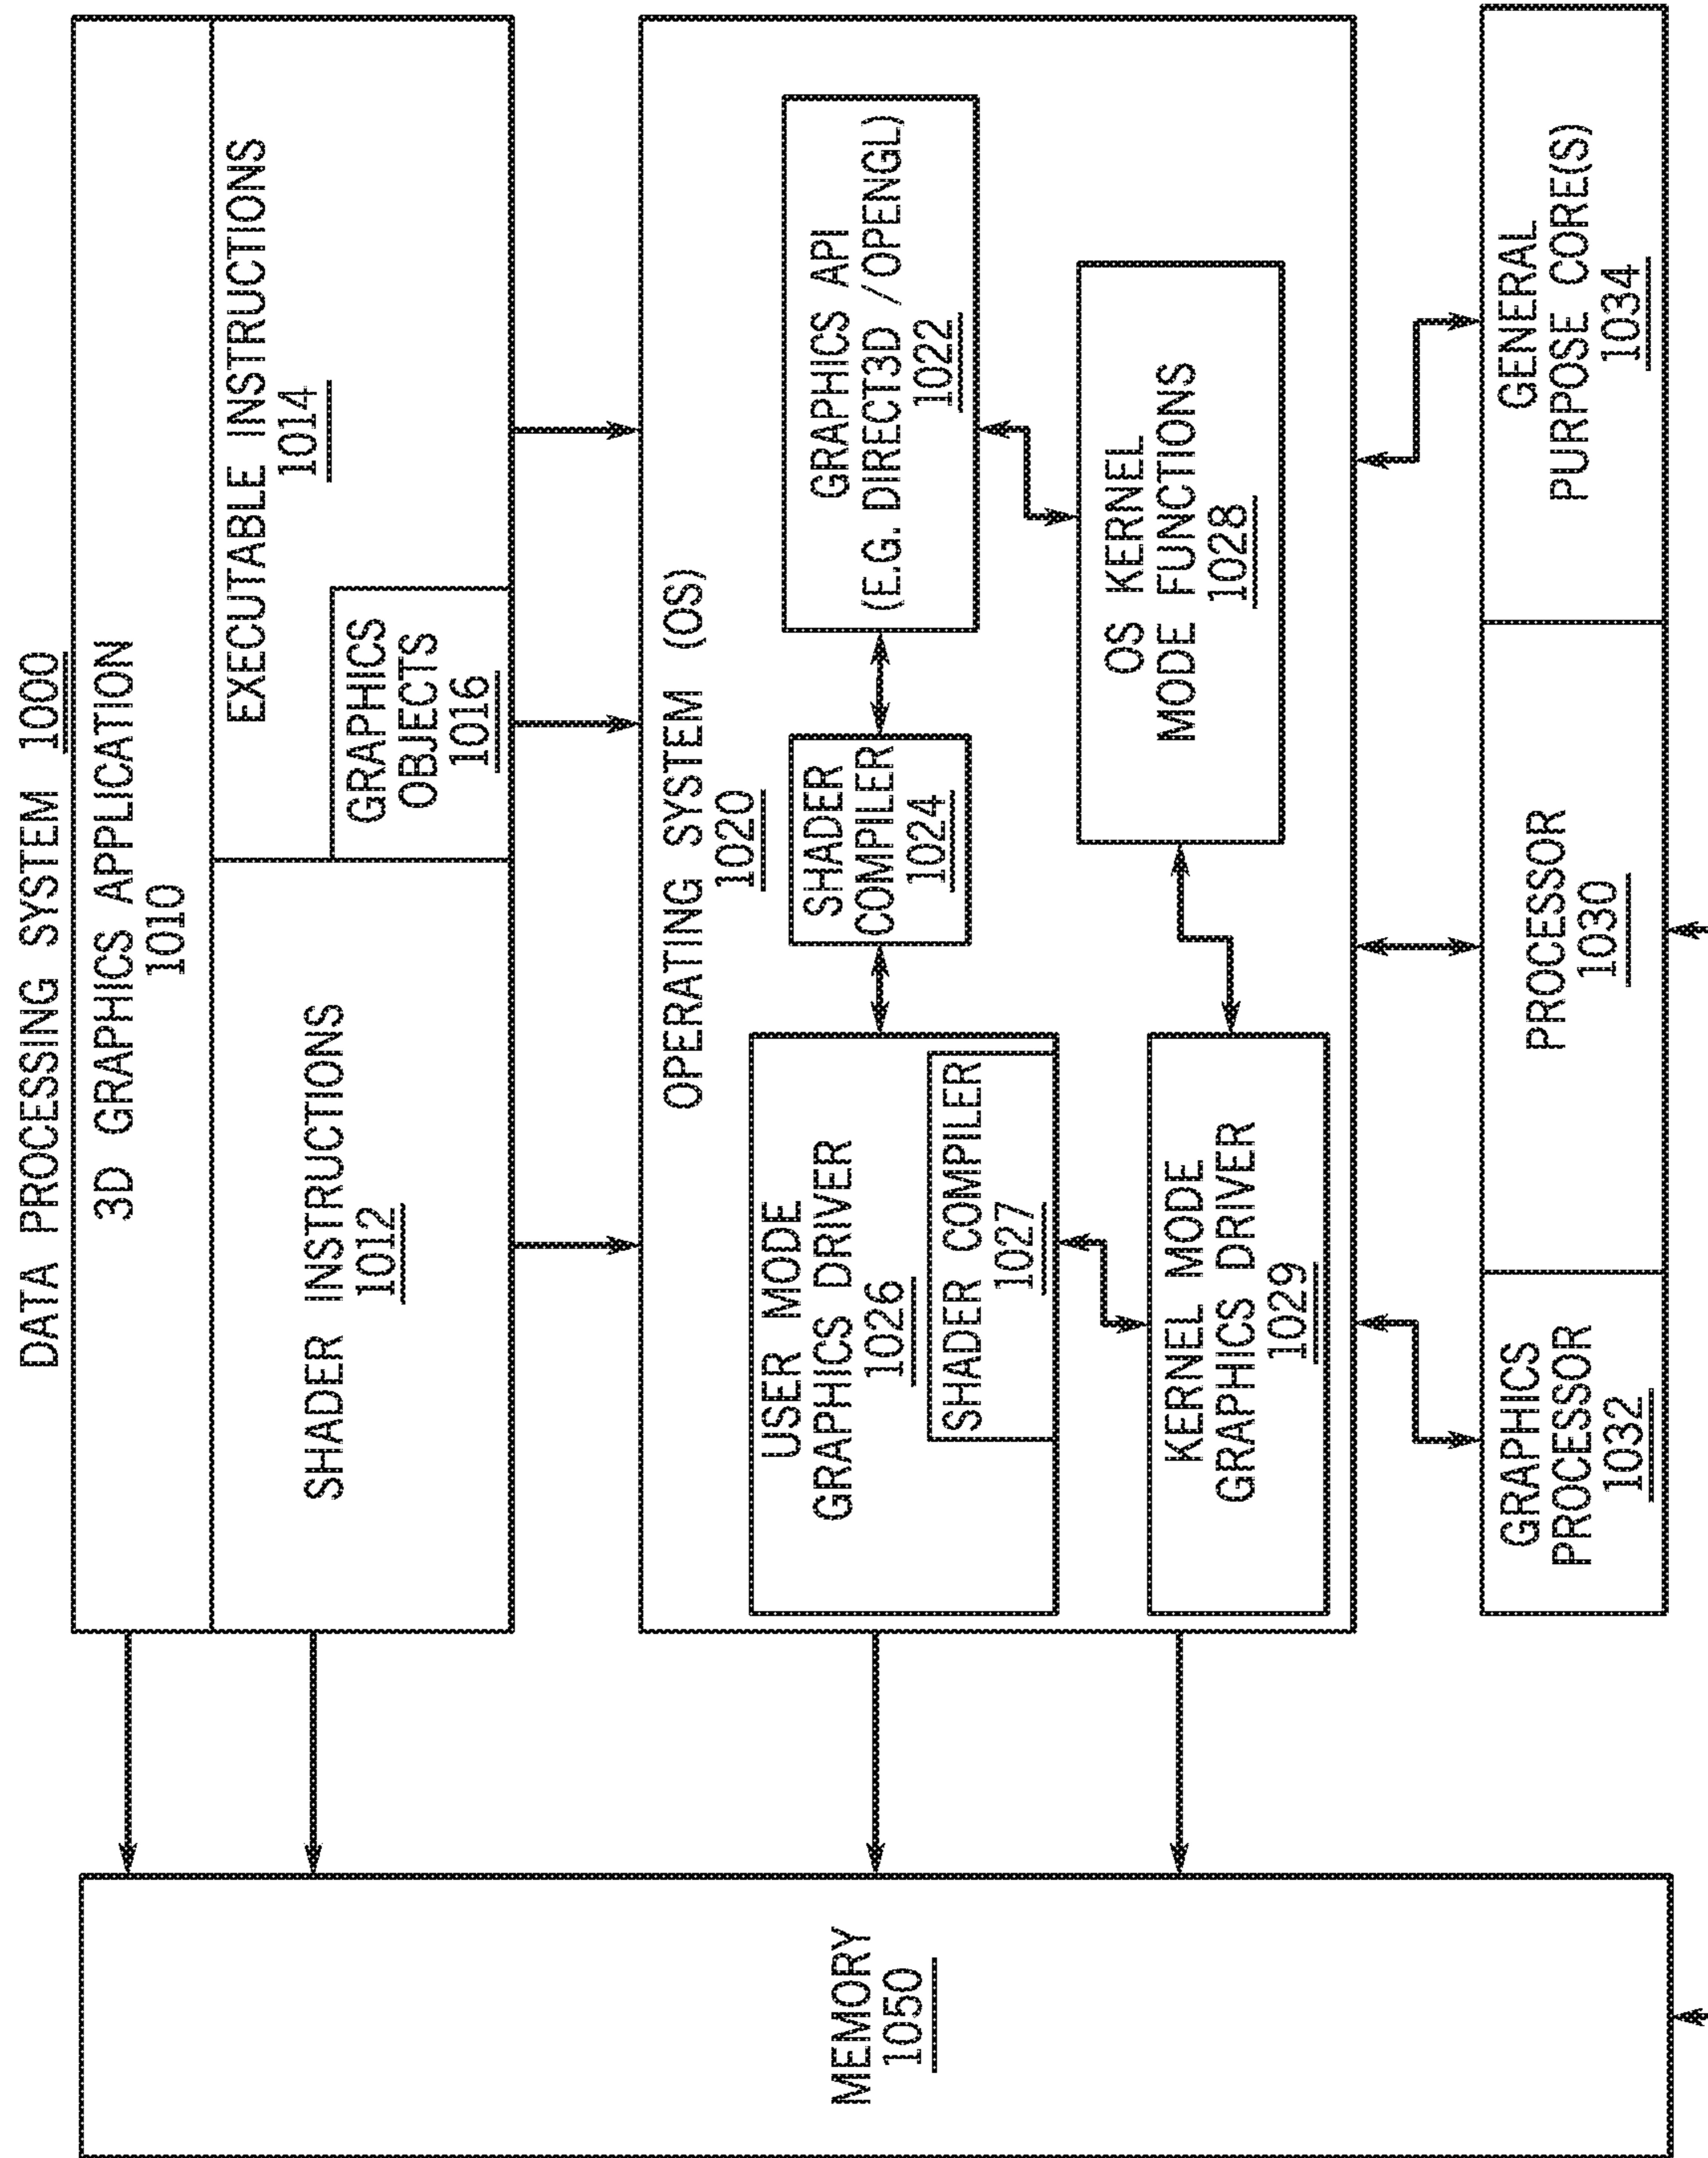 DATA PROCESSING SYSTEM 1000
3D GRAPHICS APPLICATION
1010
SHADER INSTRUCTIONS
1012
EXECUTABLE INSTRUCTIONS
1014
GRAPHICS
OBJECTS
1016
OPERATING SYSTEM (OS)
1020
USER MODE
GRAPHICS DRIVER
1026
SHADER COMPILER
1027
SHADER
COMPILER
1024
GRAPHICS API
(E.G. DIRECT3D /OPENGL)
1022
KERNEL MODE
GRAPHICS DRIVER
1029
OS KERNEL
MODE FUNCTIONS
1028
GRAPHICS
PROCESSOR
1032
PROCESSOR
1030
GENERAL
PURPOSE CORE(S)
1034
MEMORY
1050